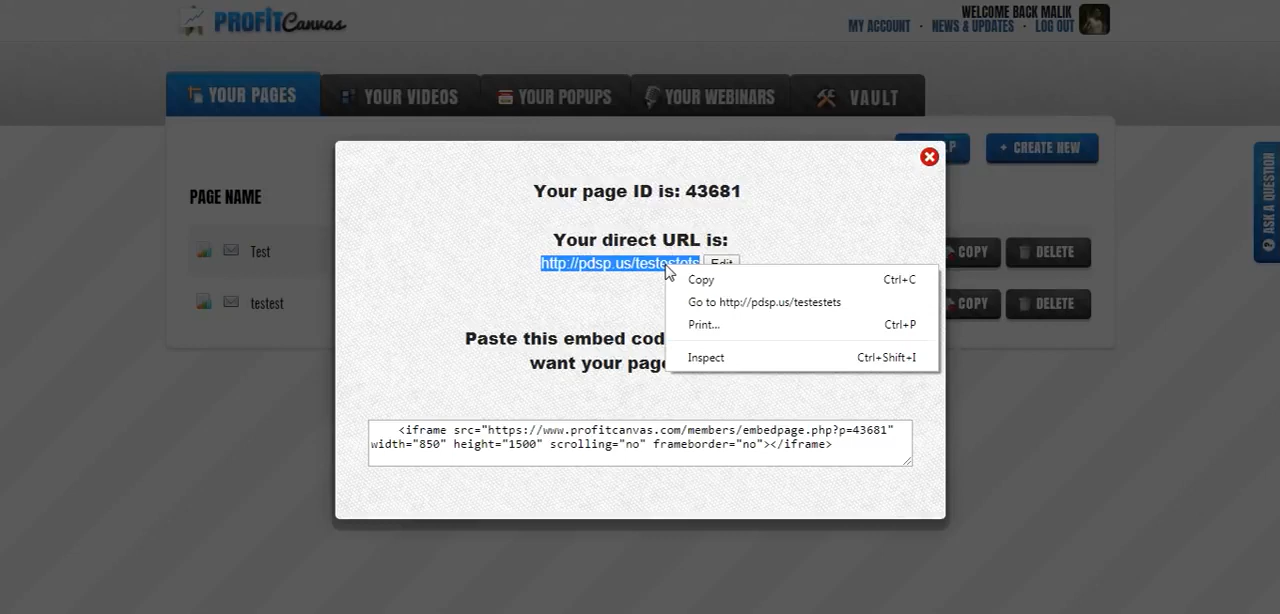 PROFIT Canvas
WELCOME BACK MALIK
MY ACCOUNT · NEWS & UPDATES · LOG OUT
YOUR PAGES
YOUR VIDEOS
YOUR POPUPS
YOUR WEBINARS
VAULT
+ CREATE NEW
ASK A QUESTION
PAGE NAME
Your page ID is: 43681
Your direct URL is:
http://pdsp.us/testestets Edit
Test
COPY
DELETE
testest
COPY
DELETE
Copy Ctrl+C
Go to http://pdsp.us/testestets
Print... Ctrl+P
Inspect Ctrl+Shift+I
Paste this embed
want your
<iframe src="https://www.profitcanvas.com/members/embedpage.php?p=43681"
width="850" height="1500" scrolling="no" frameborder="no"></iframe>